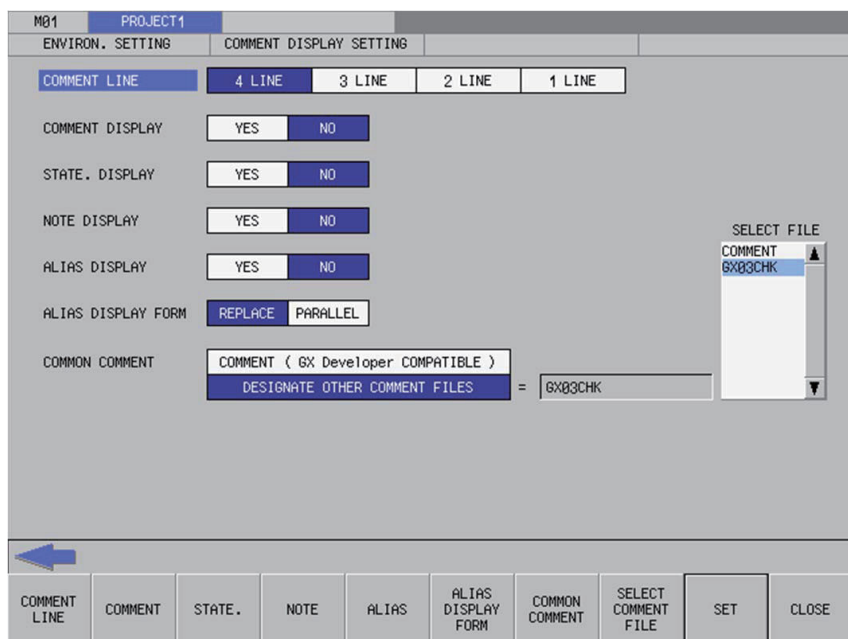 M01 PROJECT1
ENVIRON. SETTING COMMENT DISPLAY SETTING
COMMENT LINE 4 LINE 3 LINE 2 LINE 1 LINE
COMMENT DISPLAY YES NO
STATE. DISPLAY YES NO
NOTE DISPLAY YES NO
SELECT FILE
COMMENT
GX03CHK
ALIAS DISPLAY YES NO
ALIAS DISPLAY FORM REPLACE PARALLEL
COMMON COMMENT COMMENT ( GX Developer COMPATIBLE )
DESIGNATE OTHER COMMENT FILES = GX03CHK
COMMENT LINE
COMMENT
STATE.
NOTE
ALIAS
ALIAS DISPLAY FORM
COMMON COMMENT
SELECT COMMENT FILE
SET
CLOSE